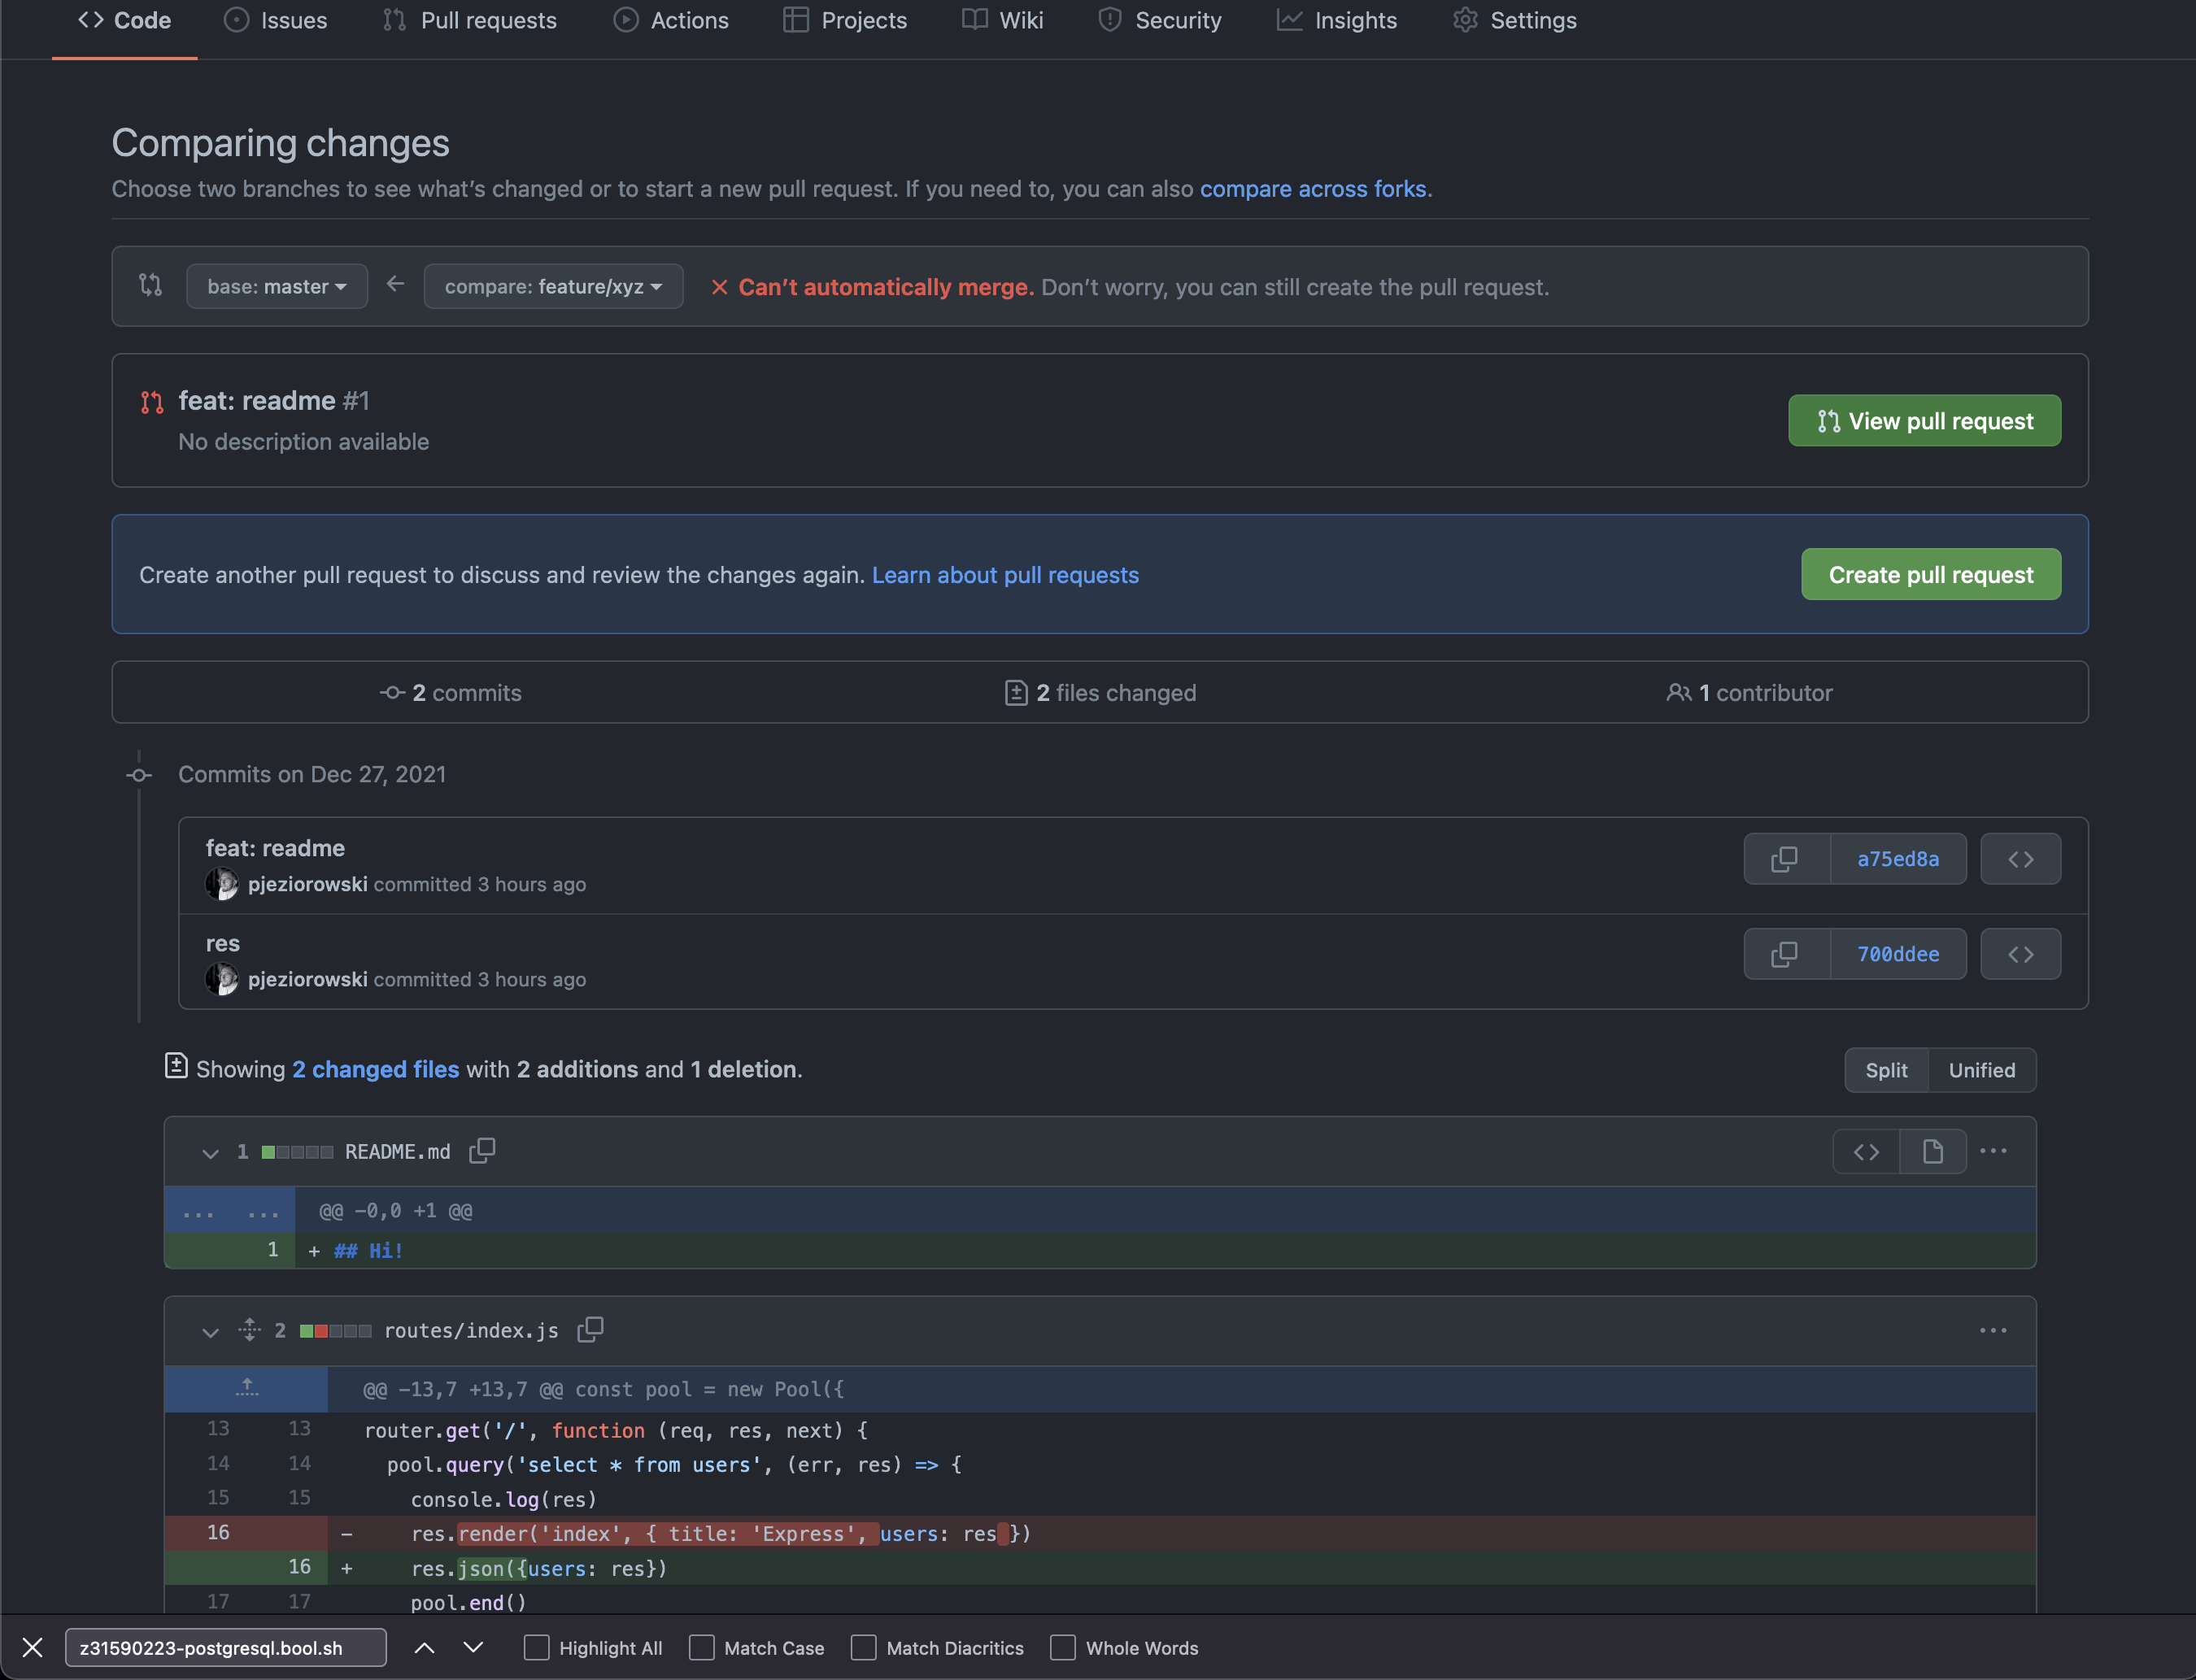 Code Issues Pull requests Actions Projects Wiki Security Insights Settings
Comparing changes
Choose two branches to see what’s changed or to start a new pull request. If you need to, you can also compare across forks.
base: master compare: feature/xyz Can’t automatically merge. Don’t worry, you can still create the pull request.
feat: readme #1
No description available
View pull request
Create another pull request to discuss and review the changes again. Learn about pull requests
Create pull request
2 commits 2 files changed 1 contributor
Commits on Dec 27, 2021
feat: readme
pjeziorowski committed 3 hours ago
a75ed8a
res
pjeziorowski committed 3 hours ago
700ddee
Showing 2 changed files with 2 additions and 1 deletion.
Split Unified
1 README.md
... ... @@ -0,0 +1 @@
1 + ## Hi!
2 routes/index.js
@@ -13,7 +13,7 @@ const pool = new Pool({
13 13 router.get('/', function (req, res, next) {
14 14 pool.query('select * from users', (err, res) => {
15 15 console.log(res)
16 - res.render('index', { title: 'Express', users: res })
16 + res.json({users: res})
17 17 pool.end()
z31590223-postgresql.bool.sh Highlight All Match Case Match Diacritics Whole Words